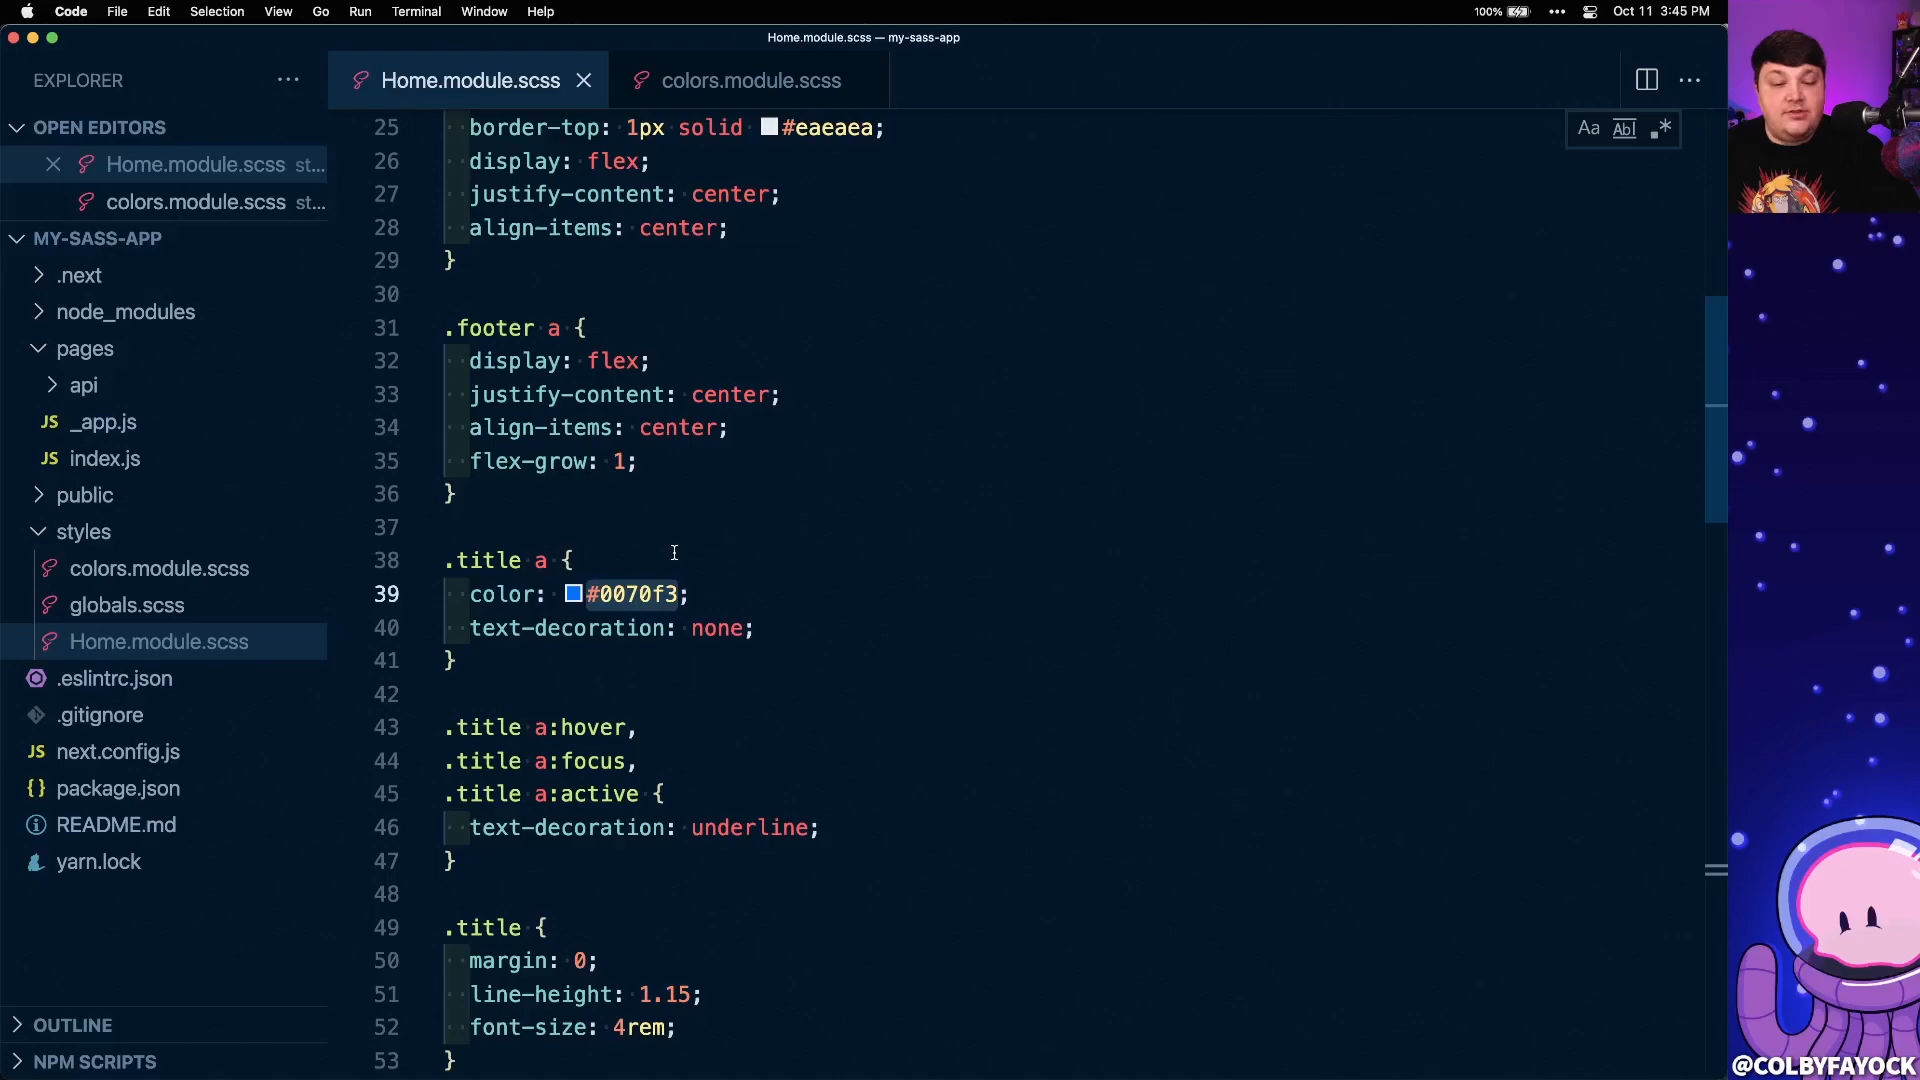 Code File Edit Selection View Go Run Terminal Window Help 100% Oct 11 3:45 PM
Home.module.scss — my-sass-app
EXPLORER
Home.module.scss
colors.module.scss
OPEN EDITORS
Home.module.scss st...
colors.module.scss st...
MY-SASS-APP
.next
node_modules
pages
api
JS _app.js
JS index.js
public
styles
colors.module.scss
globals.scss
Home.module.scss
.eslintrc.json
.gitignore
JS next.config.js
{} package.json
README.md
yarn.lock
OUTLINE
NPM SCRIPTS
Aa Abl .*
25 border-top: 1px solid #eaeaea;
26 display: flex;
27 justify-content: center;
28 align-items: center;
29 }
30
31 .footer a {
32 display: flex;
33 justify-content: center;
34 align-items: center;
35 flex-grow: 1;
36 }
37
38 .title a {
39 color: #0070f3;
40 text-decoration: none;
41 }
42
43 .title a:hover,
44 .title a:focus,
45 .title a:active {
46 text-decoration: underline;
47 }
48
49 .title {
50 margin: 0;
51 line-height: 1.15;
52 font-size: 4rem;
53 }
@COLBYFAYOCK